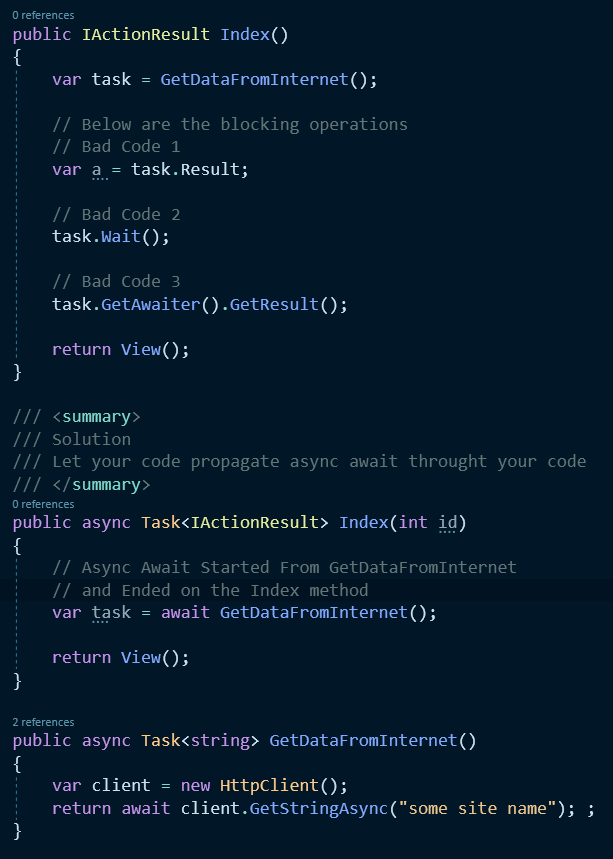 0 references
public IActionResult Index()
{
var task = GetDataFromInternet();
// Below are the blocking operations
// Bad Code 1
var a = task.Result;
// Bad Code 2
task.Wait();
// Bad Code 3
task.GetAwaiter().GetResult();
return View();
}
/// <summary>
/// Solution
/// Let your code propagate async await throught your code
/// </summary>
0 references
public async Task<IActionResult> Index(int id)
{
// Async Await Started From GetDataFromInternet
// and Ended on the Index method
var task = await GetDataFromInternet();
return View();
}
2 references
public async Task<string> GetDataFromInternet()
{
var client = new HttpClient();
return await client.GetStringAsync("some site name"); ;
}